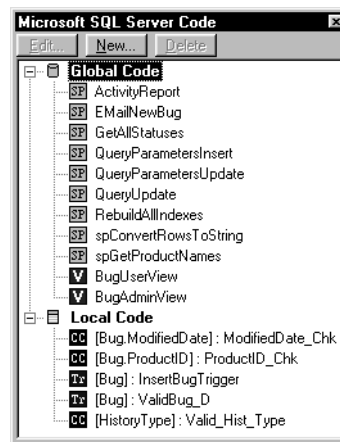 Microsoft SQL Server Code
Edit... New... Delete
Global Code
SP ActivityReport
SP EMailNewBug
SP GetAllStatuses
SP QueryParametersInsert
SP QueryParametersUpdate
SP QueryUpdate
SP RebuildAllIndexes
SP spConvertRowsToString
SP spGetProductNames
V BugUserView
V BugAdminView
Local Code
CC [Bug.ModifiedDate] : ModifiedDate_Chk
CC [Bug.ProductID] : ProductID_Chk
Tr [Bug] : InsertBugTrigger
Tr [Bug] : ValidBug_D
CC [HistoryType] : Valid_Hist_Type